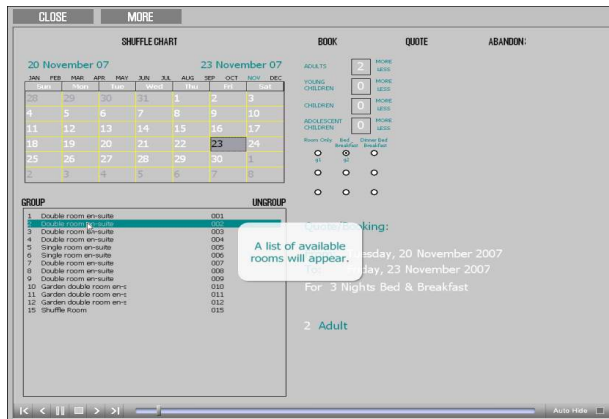 CLOSE MORE
SHUFFLE CHART BOOK QUOTE ABANDON:
20 November 07 23 November 07
JAN FEB MAR APR MAY JUN JUL AUG SEP OCT NOV DEC
Sun Mon Tue Wed Thu Fri Sat
28 29 30 31 1 2 3
4 5 6 7 8 9 10
11 12 13 14 15 16 17
18 19 20 21 22 23 24
25 26 27 28 29 30 1
2 3 4 5 6 7 8
ADULTS 2 MORE LESS
YOUNG CHILDREN 0 MORE LESS
CHILDREN 0 MORE LESS
ADOLESCENT CHILDREN 0 MORE LESS
Room Only Bed Breakfast Dinner Bed Breakfast
q1 q2
GROUP UNGROUP
1 Double room en-suite 001
2 Double room en-suite 002
3 Double room en-suite 003
4 Double room en-suite 004
5 Single room en-suite 005
6 Single room en-suite 006
7 Double room en-suite 007
8 Double room en-suite 008
9 Double room en-suite 009
10 Garden double room en-s 010
11 Garden double room en-s 011
12 Garden double room en-s 012
15 Shuffle Room 015
A list of available
rooms will appear.
Quote/Booking:
Tuesday, 20 November 2007
To: Friday, 23 November 2007
For 3 Nights Bed & Breakfast
2 Adult
Auto Hide